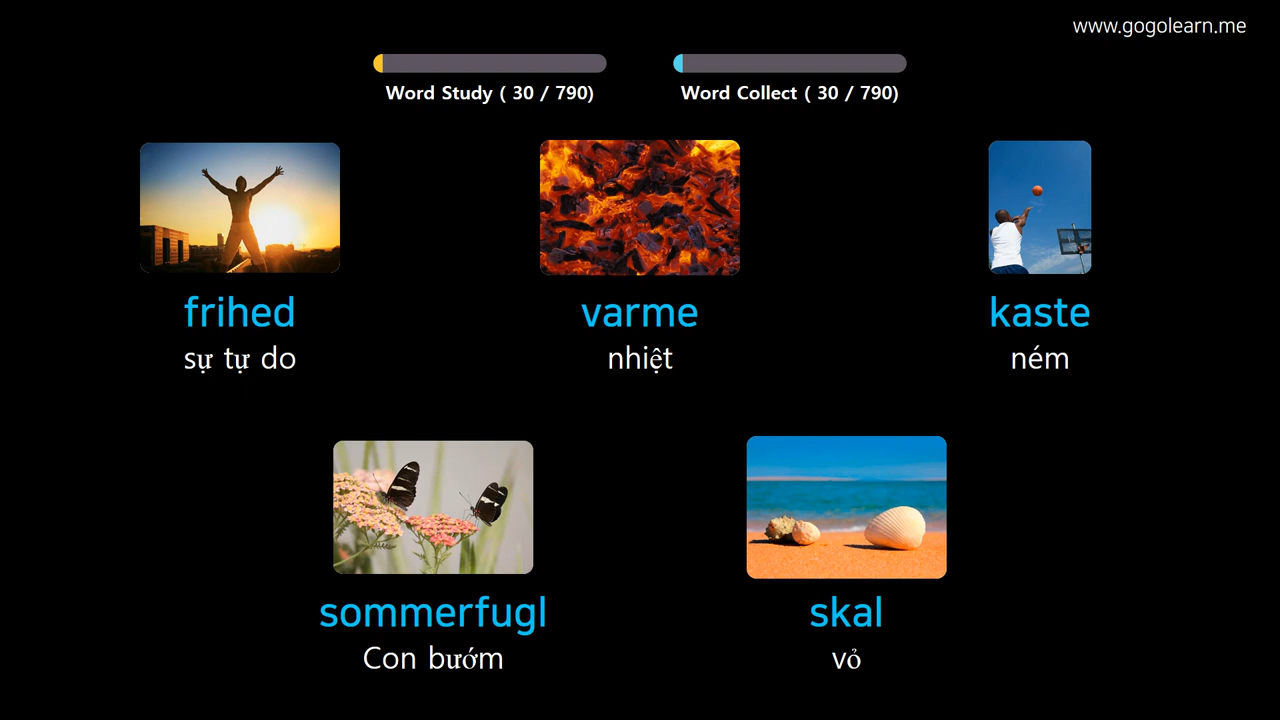 www.gogolearn.me
Word Study ( 30 / 790)
Word Collect ( 30 / 790)
frihed
sự tự do
varme
nhiệt
kaste
ném
sommerfugl
Con bướm
skal
vỏ